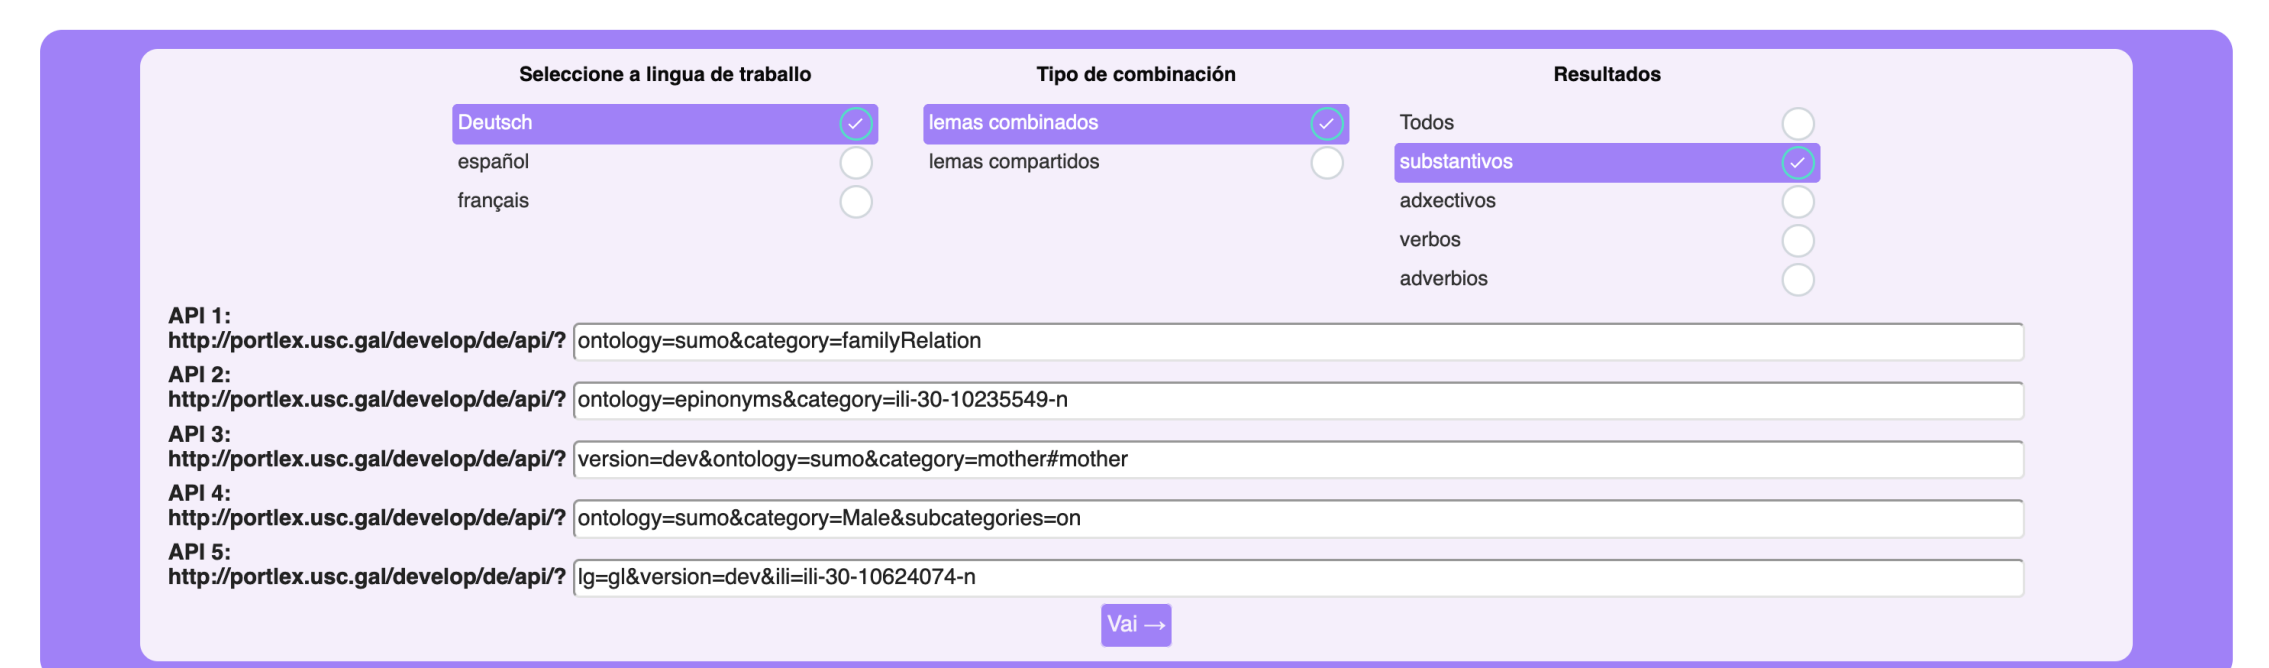 Seleccione a lingua de traballo
Deutsch
español
français
Tipo de combinación
lemas combinados
lemas compartidos
Resultados
Todos
substantivos
adxectivos
verbos
adverbios
API 1:
http://portlex.usc.gal/develop/de/api/? ontology=sumo&category=familyRelation
API 2:
http://portlex.usc.gal/develop/de/api/? ontology=epinonyms&category=ili-30-10235549-n
API 3:
http://portlex.usc.gal/develop/de/api/? version=dev&ontology=sumo&category=mother#mother
API 4:
http://portlex.usc.gal/develop/de/api/? ontology=sumo&category=Male&subcategories=on
API 5:
http://portlex.usc.gal/develop/de/api/? lg=gl&version=dev&ili=ili-30-10624074-n
Vai →